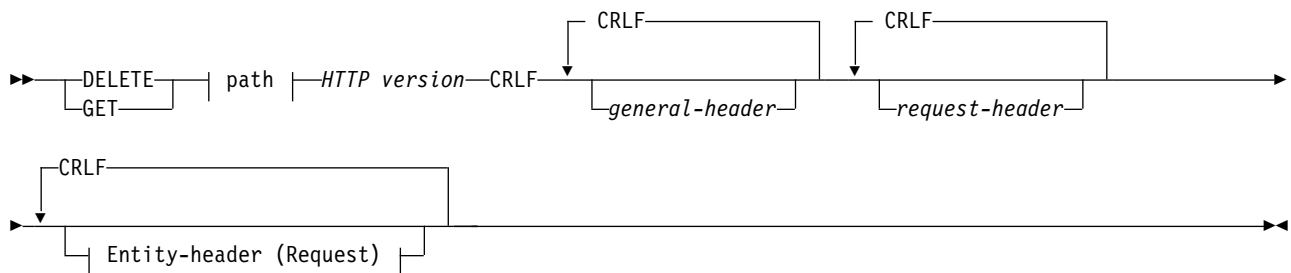 CRLF CRLF
DELETE path HTTP version CRLF
GET general-header request-header
CRLF
Entity-header (Request)